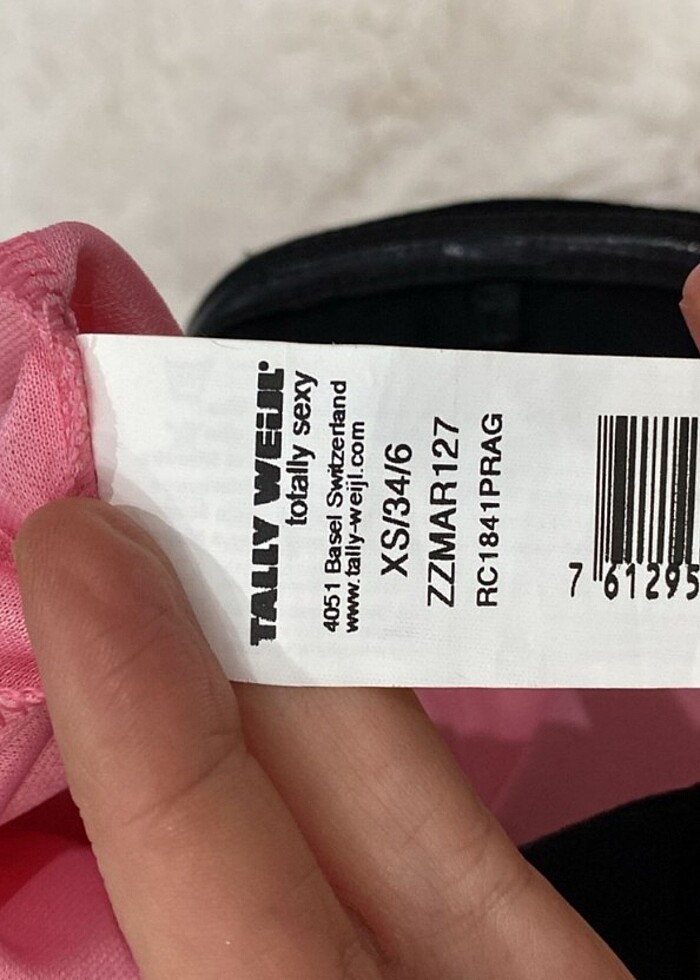 TALLY WEiJL
totally sexy
4051 Basel Switzerland
www.tally-weijl.com
XS/34/6
ZZMAR127
RC1841PRAG
7 61295